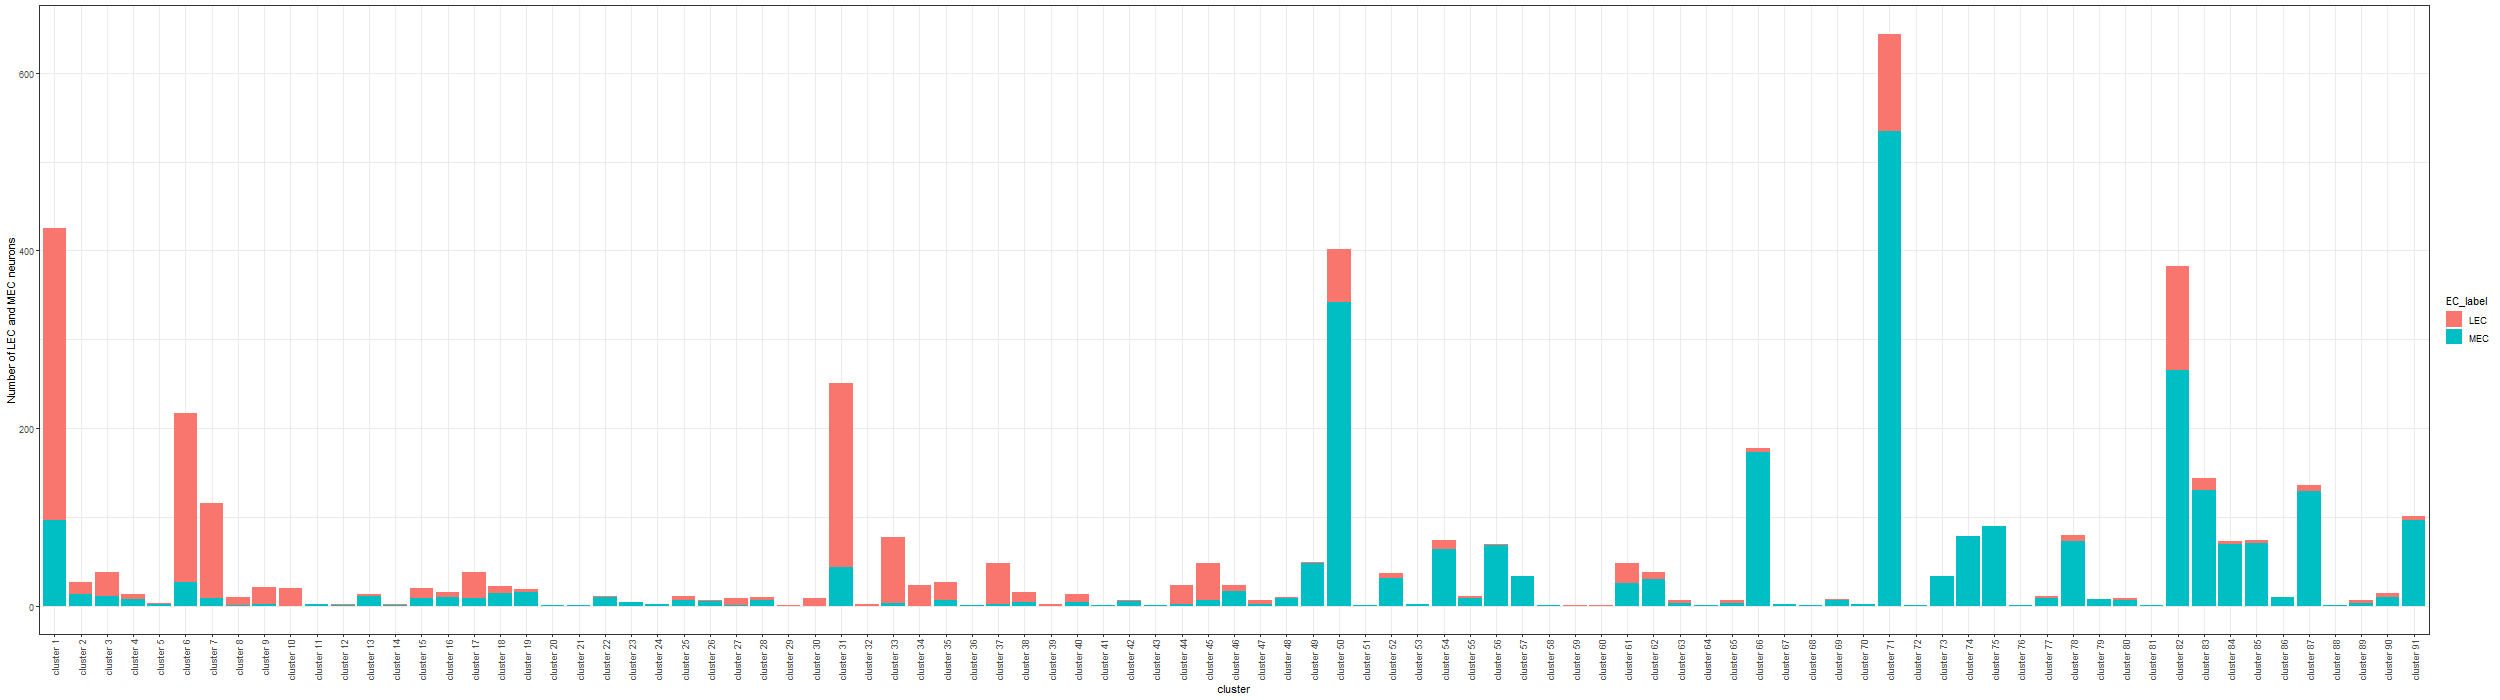 Number of LEC and MEC neurons
600
400
200
0
cluster 1
cluster 2
cluster 3
cluster 4
cluster 5
cluster 6
cluster 7
cluster 8
cluster 9
cluster 10
cluster 11
cluster 12
cluster 13
cluster 14
cluster 15
cluster 16
cluster 17
cluster 18
cluster 19
cluster 20
cluster 21
cluster 22
cluster 23
cluster 24
cluster 25
cluster 26
cluster 27
cluster 28
cluster 29
cluster 30
cluster 31
cluster 32
cluster 33
cluster 34
cluster 35
cluster 36
cluster 37
cluster 38
cluster 39
cluster 40
cluster 41
cluster 42
cluster 43
cluster 44
cluster 45
cluster 46
cluster 47
cluster 48
cluster 49
cluster 50
cluster 51
cluster 52
cluster 53
cluster 54
cluster 55
cluster 56
cluster 57
cluster 58
cluster 59
cluster 60
cluster 61
cluster 62
cluster 63
cluster 64
cluster 65
cluster 66
cluster 67
cluster 68
cluster 69
cluster 70
cluster 71
cluster 72
cluster 73
cluster 74
cluster 75
cluster 76
cluster 77
cluster 78
cluster 79
cluster 80
cluster 81
cluster 82
cluster 83
cluster 84
cluster 85
cluster 86
cluster 87
cluster 88
cluster 89
cluster 90
cluster 91
cluster
EC_label
LEC
MEC